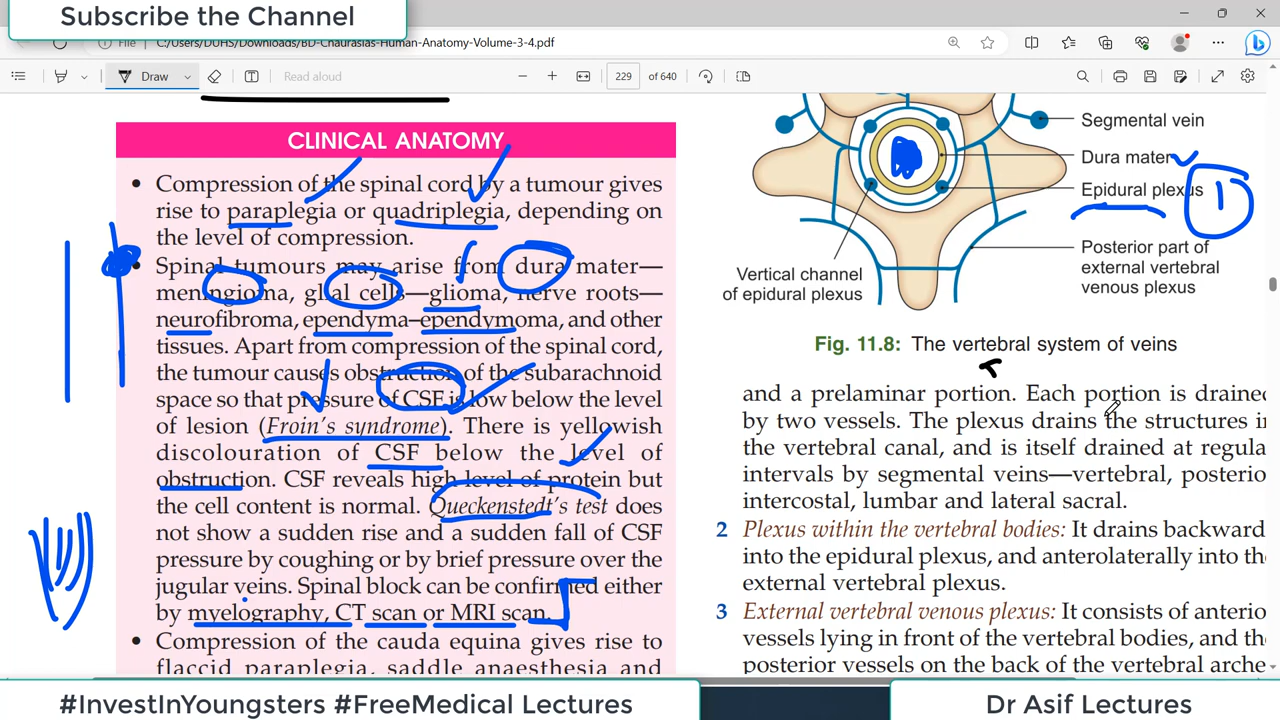 Subscribe the Channel
File
C:/Users/DUHS/Downloads/BD-Chaurasias-Human-Anatomy-Volume-3-4.pdf
Draw
Read aloud
229
of 640
CLINICAL ANATOMY
• Compression of the spinal cord by a tumour gives
rise to paraplegia or quadriplegia, depending on
the level of compression.
• Spinal tumours may arise from dura mater—
meningioma, glial cells—glioma, nerve roots—
neurofibroma, ependyma–ependymoma, and other
tissues. Apart from compression of the spinal cord,
the tumour causes obstruction of the subarachnoid
space so that pressure of CSF is low below the level
of lesion (Froin's syndrome). There is yellowish
discolouration of CSF below the level of
obstruction. CSF reveals high level of protein but
the cell content is normal. Queckenstedt's test does
not show a sudden rise and a sudden fall of CSF
pressure by coughing or by brief pressure over the
jugular veins. Spinal block can be confirmed either
by myelography, CT scan or MRI scan.
• Compression of the cauda equina gives rise to
flaccid paraplegia, saddle anaesthesia and
Segmental vein
Dura mater
Epidural plexus
1
Posterior part of
external vertebral
venous plexus
Vertical channel
of epidural plexus
Fig. 11.8: The vertebral system of veins
and a prelaminar portion. Each portion is draine
by two vessels. The plexus drains the structures i
the vertebral canal, and is itself drained at regula
intervals by segmental veins—vertebral, posterio
intercostal, lumbar and lateral sacral.
2 Plexus within the vertebral bodies: It drains backward
into the epidural plexus, and anterolaterally into the
external vertebral plexus.
3 External vertebral venous plexus: It consists of anterio
vessels lying in front of the vertebral bodies, and the
posterior vessels on the back of the vertebral arche
#InvestInYoungsters #FreeMedical Lectures
Dr Asif Lectures